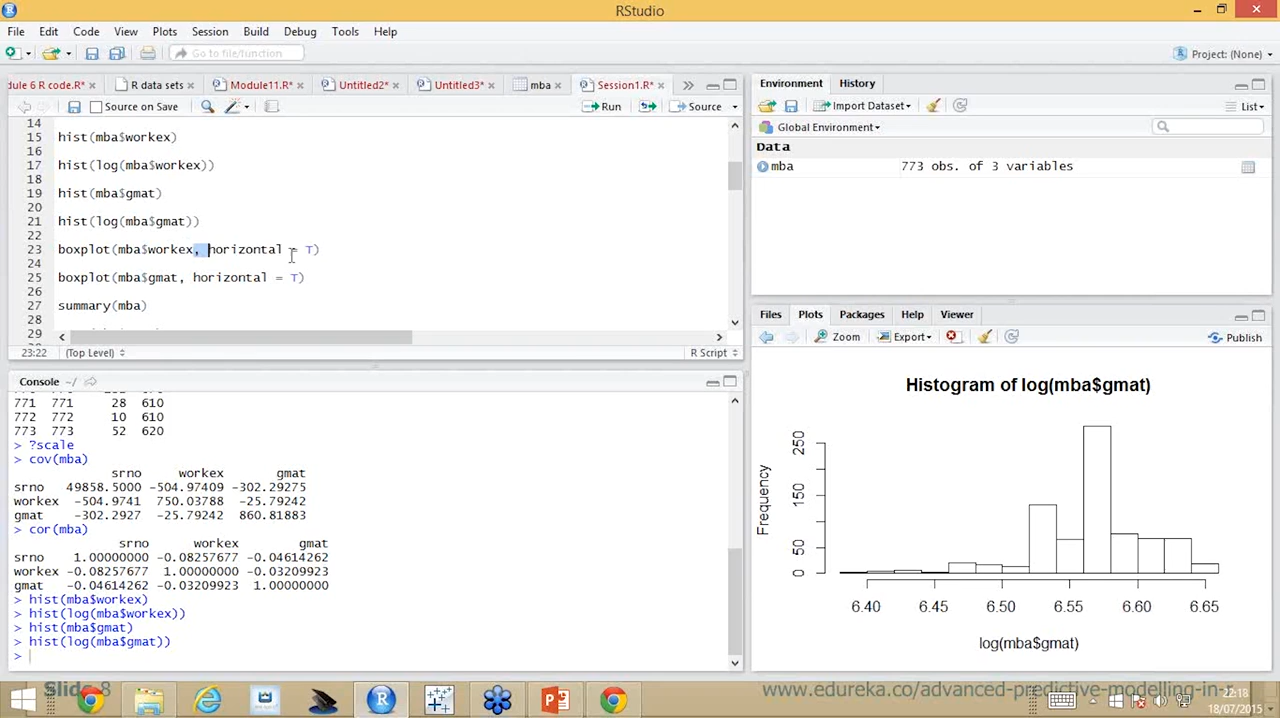 RStudio
File Edit Code View Plots Session Build Debug Tools Help
Go to file/function
Project: (None)
dule 6 R code.R* R data sets Module11.R* Untitled2* Untitled3* mba Session1.R*
Source on Save Run Source
14
15 hist(mba$workex)
16
17 hist(log(mba$workex))
18
19 hist(mba$gmat)
20
21 hist(log(mba$gmat))
22
23 boxplot(mba$workex, horizontal = T)
24
25 boxplot(mba$gmat, horizontal = T)
26
27 summary(mba)
28
29
23:22 (Top Level) R Script
Console ~/
771 771 28 610
772 772 10 610
773 773 52 620
> ?scale
> cov(mba)
srno workex gmat
srno 49858.5000 -504.97409 -302.29275
workex -504.9741 750.03788 -25.79242
gmat -302.2927 -25.79242 860.81883
> cor(mba)
srno workex gmat
srno 1.00000000 -0.08257677 -0.04614262
workex -0.08257677 1.00000000 -0.03209923
gmat -0.04614262 -0.03209923 1.00000000
> hist(mba$workex)
> hist(log(mba$workex))
> hist(mba$gmat)
> hist(log(mba$gmat))
>
Environment History
Import Dataset List
Global Environment
Data
mba 773 obs. of 3 variables
Files Plots Packages Help Viewer
Zoom Export Publish
Histogram of log(mba$gmat)
Frequency
0 50 150 250
6.40 6.45 6.50 6.55 6.60 6.65
log(mba$gmat)
Slide 8
www.edureka.co/advanced-predictive-modelling-in-r
22:18
18/07/2015